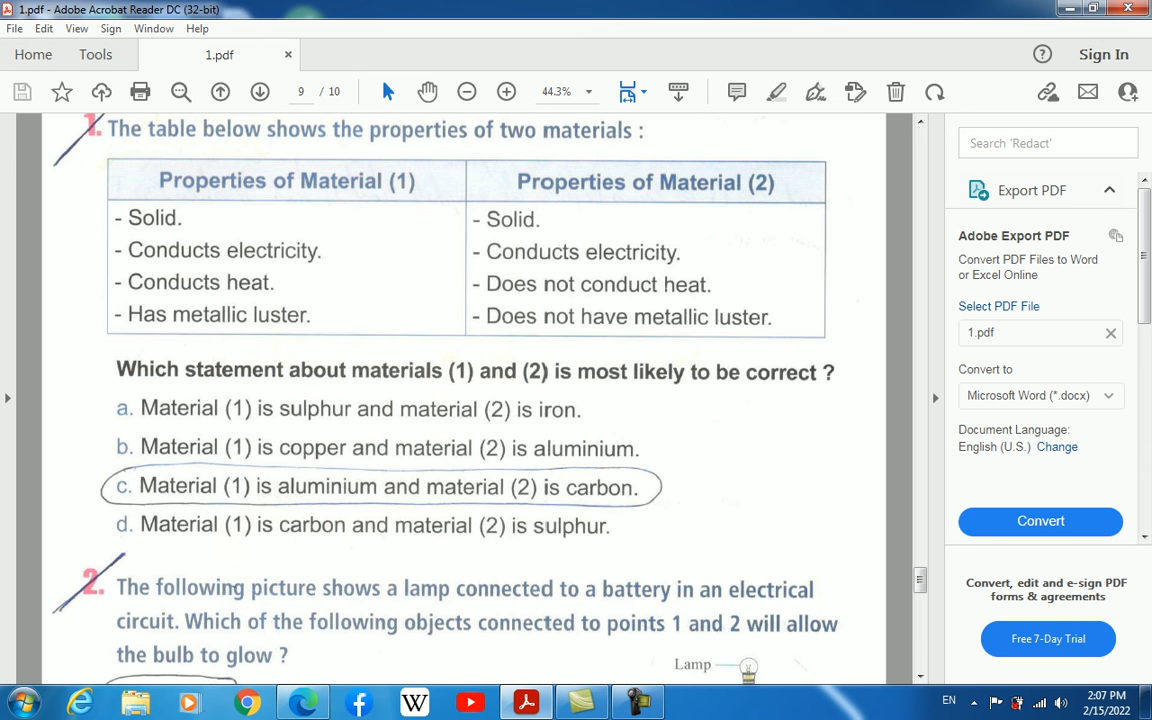 1.pdf - Adobe Acrobat Reader DC (32-bit)
File Edit View Sign Window Help
Home Tools 1.pdf × ? Sign In
9 / 10 44.3%
1. The table below shows the properties of two materials :
Properties of Material (1) Properties of Material (2)
- Solid. - Solid.
- Conducts electricity. - Conducts electricity.
- Conducts heat. - Does not conduct heat.
- Has metallic luster. - Does not have metallic luster.
Which statement about materials (1) and (2) is most likely to be correct ?
a. Material (1) is sulphur and material (2) is iron.
b. Material (1) is copper and material (2) is aluminium.
c. Material (1) is aluminium and material (2) is carbon.
d. Material (1) is carbon and material (2) is sulphur.
2. The following picture shows a lamp connected to a battery in an electrical
circuit. Which of the following objects connected to points 1 and 2 will allow
the bulb to glow ?
Lamp
Search 'Redact'
Export PDF
Adobe Export PDF
Convert PDF Files to Word
or Excel Online
Select PDF File
1.pdf
Convert to
Microsoft Word (*.docx)
Document Language:
English (U.S.) Change
Convert
Convert, edit and e-sign PDF
forms & agreements
Free 7-Day Trial
W EN 2:07 PM
2/15/2022